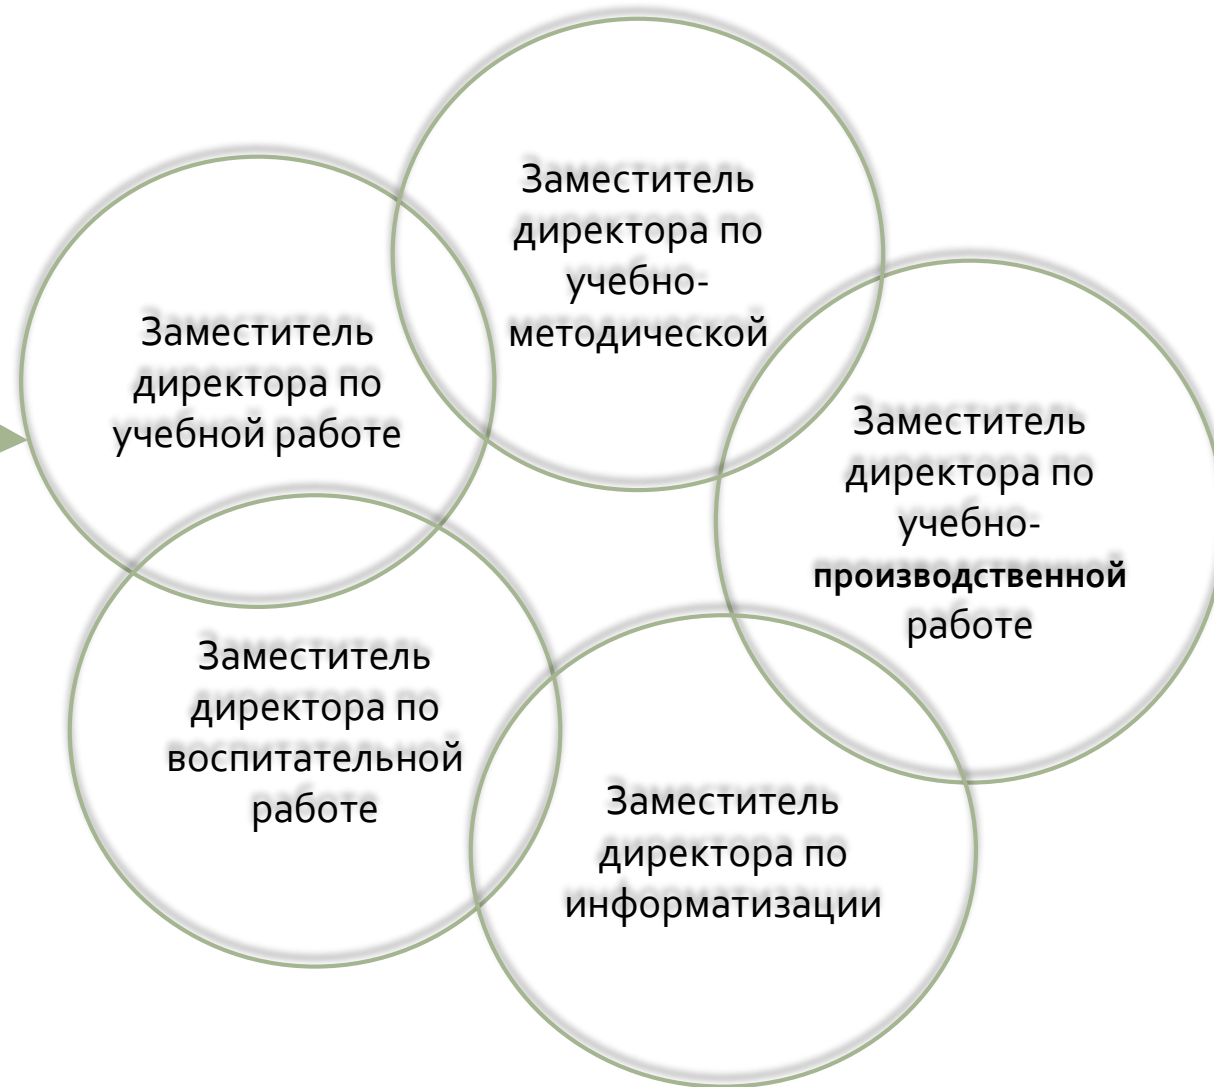 Заместитель
директора по
учебно-
методической
Заместитель
директора по
учебной работе
Заместитель
директора по
учебно-
производственной
работе
Заместитель
директора по
воспитательной
работе
Заместитель
директора по
информатизации